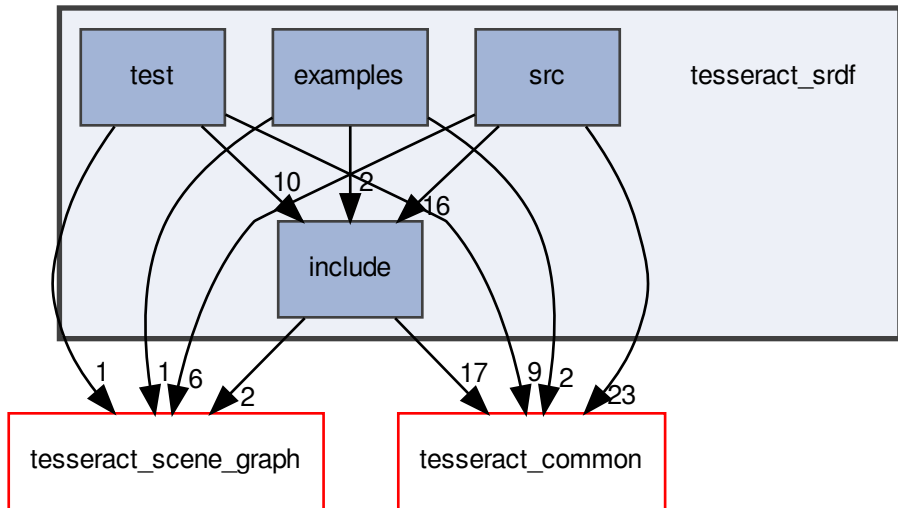 test
examples
src
tesseract_srdf
10
2
16
include
1
1
6
2
17
9
2
23
tesseract_scene_graph
tesseract_common